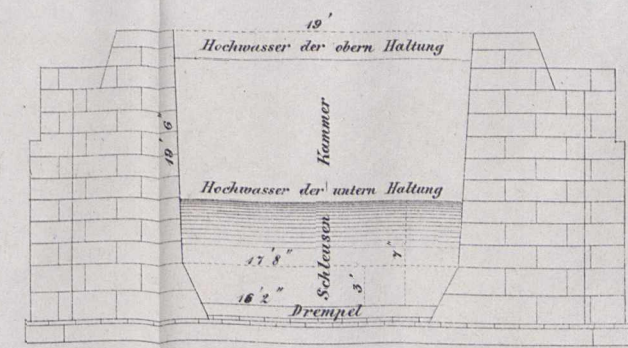 19'
Hochwasser der obern Haltung
19' 6"
Schleusen Kammer
Hochwasser der untern Haltung
7"
17' 8"
3'
16' 2"
Drempel